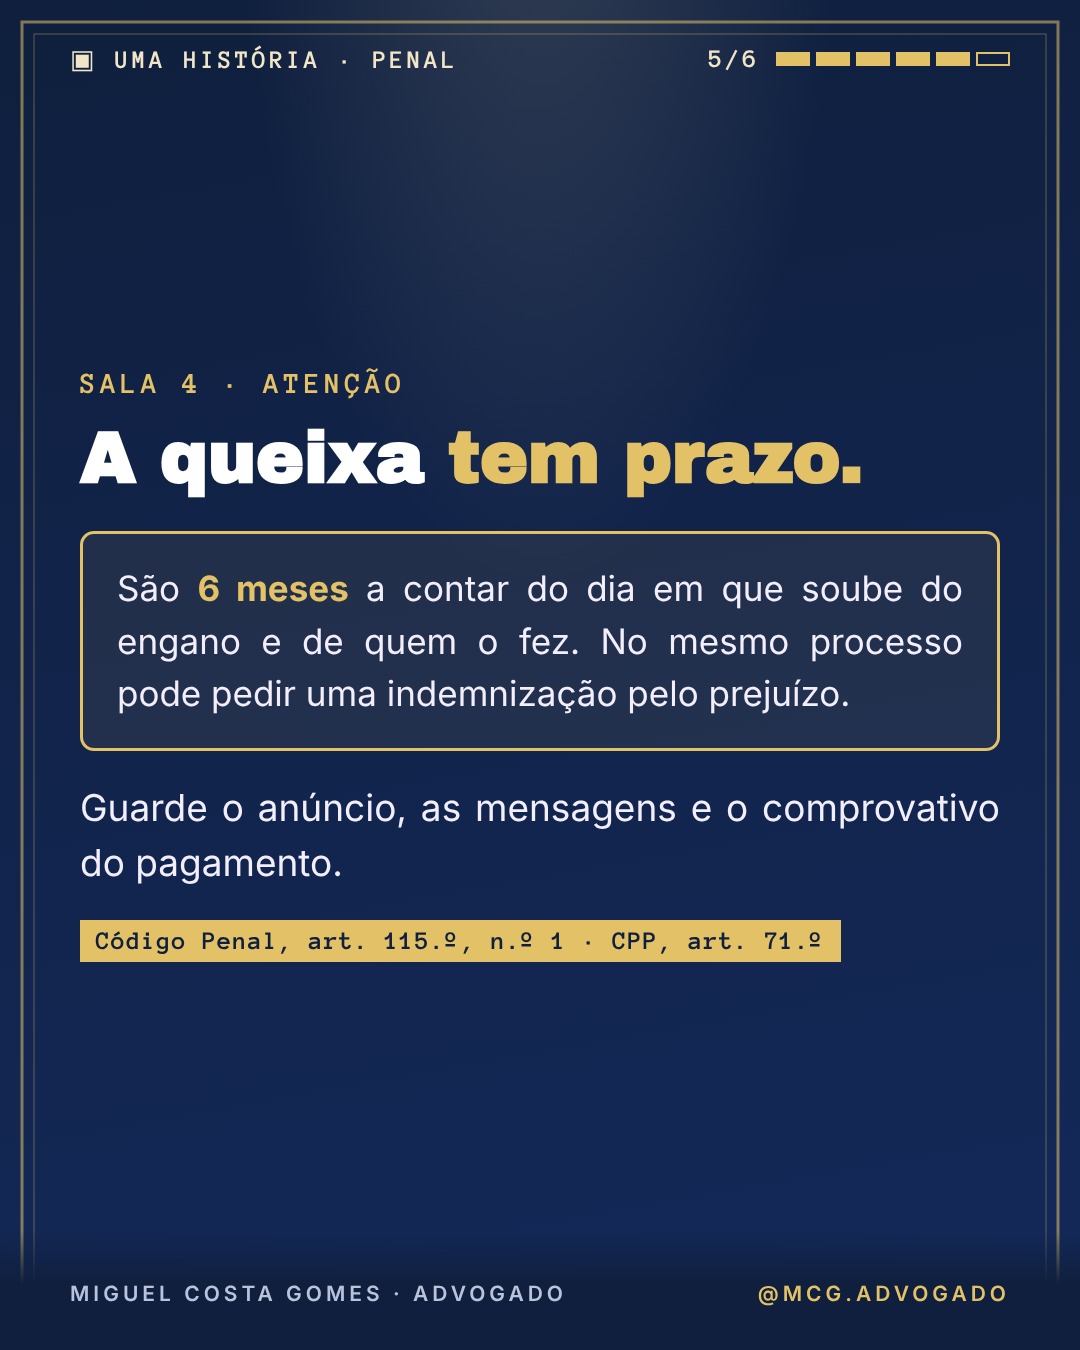 ▣ UMA HISTÓRIA · PENAL
5/6
SALA 4 · ATENÇÃO
A queixa tem prazo.
São 6 meses a contar do dia em que soube do
engano e de quem o fez. No mesmo processo
pode pedir uma indemnização pelo prejuízo.
Guarde o anúncio, as mensagens e o comprovativo
do pagamento.
Código Penal, art. 115.º, n.º 1 · CPP, art. 71.º
MIGUEL COSTA GOMES · ADVOGADO
@MCG.ADVOGADO